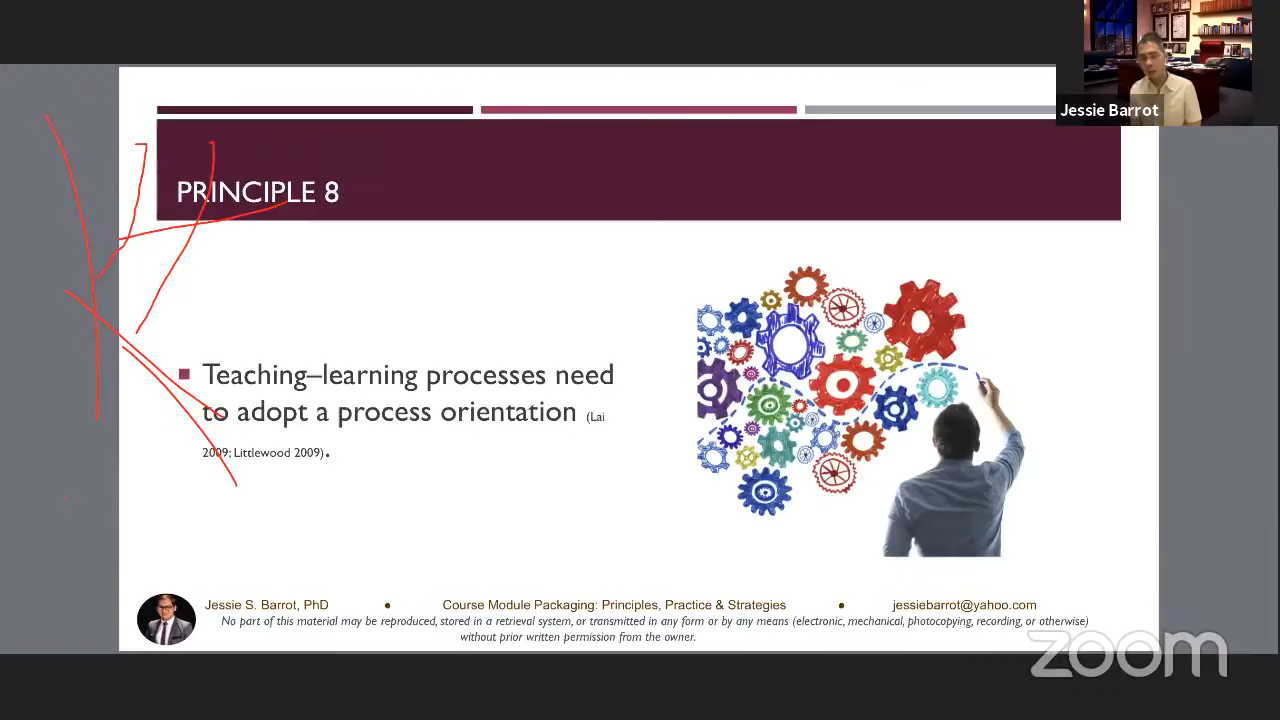 Jessie Barrot
PRINCIPLE 8
Teaching–learning processes need
to adopt a process orientation (Lai
2009; Littlewood 2009).
Jessie S. Barrot, PhD ● Course Module Packaging: Principles, Practice & Strategies ● jessiebarrot@yahoo.com
No part of this material may be reproduced, stored in a retrieval system, or transmitted in any form or by any means (electronic, mechanical, photocopying, recording, or otherwise)
without prior written permission from the owner.
zoom